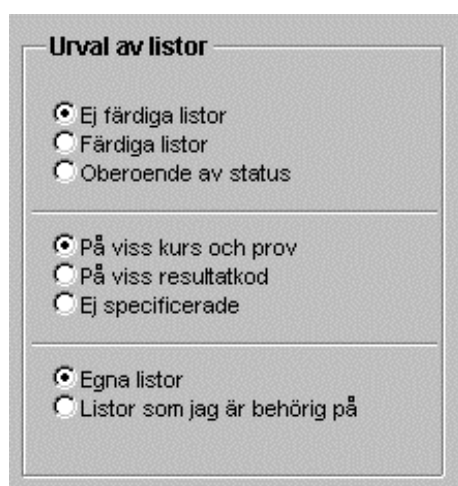 Urval av listor
Ej färdiga listor
Färdiga listor
Oberoende av status
På viss kurs och prov
På viss resultatkod
Ej specificerade
Egna listor
Listor som jag är behörig på